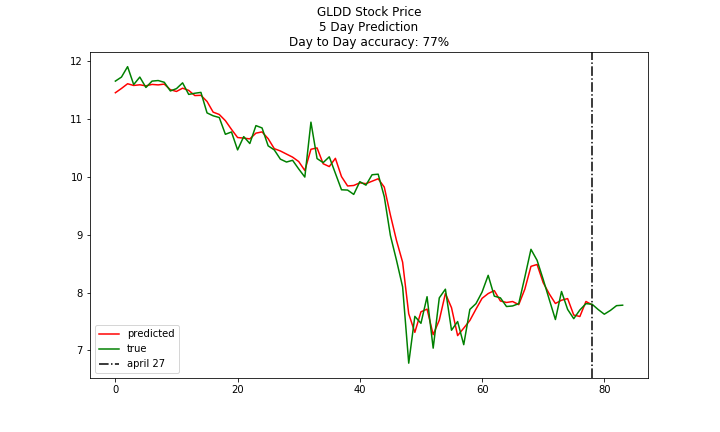 GLDD Stock Price
5 Day Prediction
Day to Day accuracy: 77%
12
11
10
9
8
7
predicted
true
april 27
0 20 40 60 80